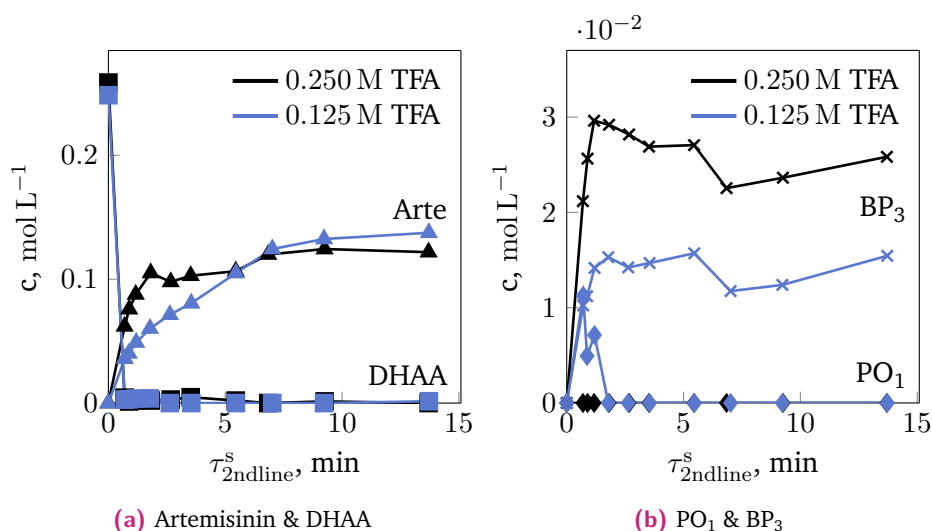 0.250 M TFA
0.125 M TFA
Arte
DHAA
0.2
0.1
0
0 5 10 15
c, mol L⁻¹
τˢ₂ndline, min
(a) Artemisinin & DHAA
·10⁻²
0.250 M TFA
0.125 M TFA
BP₃
PO₁
3
2
1
0
0 5 10 15
c, mol L⁻¹
τˢ₂ndline, min
(b) PO₁ & BP₃